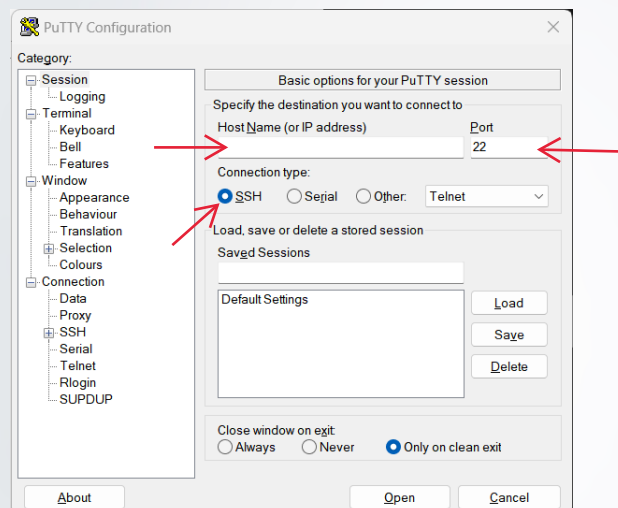 PuTTY Configuration
Category:
Session
Logging
Terminal
Keyboard
Bell
Features
Window
Appearance
Behaviour
Translation
Selection
Colours
Connection
Data
Proxy
SSH
Serial
Telnet
Rlogin
SUPDUP
Basic options for your PuTTY session
Specify the destination you want to connect to
Host Name (or IP address) Port
22
Connection type:
SSH Serial Other: Telnet
Load, save or delete a stored session
Saved Sessions
Default Settings
Load
Save
Delete
Close window on exit:
Always Never Only on clean exit
About Open Cancel